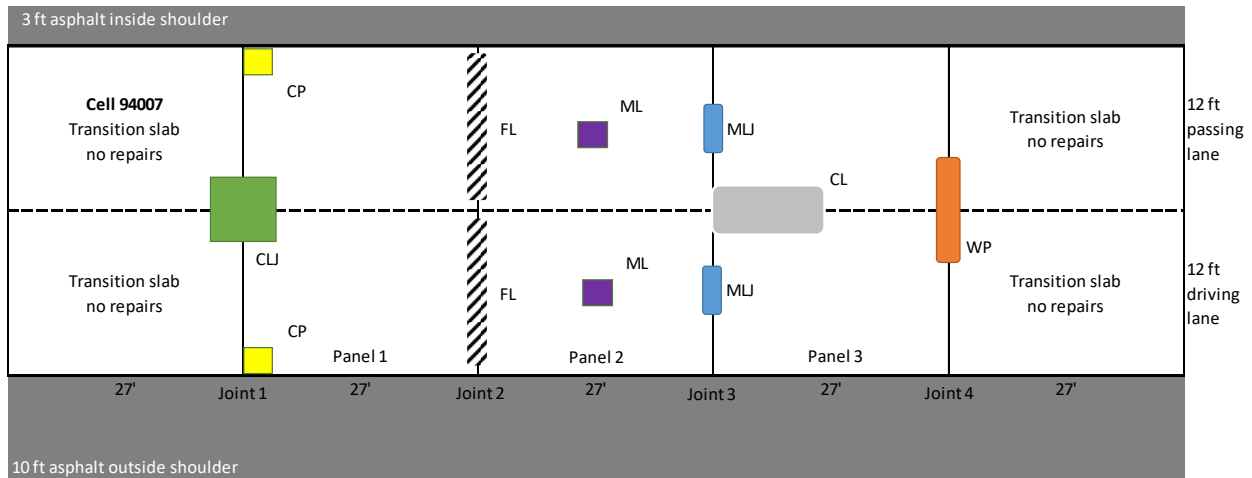 3 ft asphalt inside shoulder
CP
Cell 94007
Transition slab
no repairs
FL
ML
MLJ
Transition slab
no repairs
12 ft
passing
lane
CL
CLJ
WP
Transition slab
no repairs
FL
ML
MLJ
Transition slab
no repairs
12 ft
driving
lane
CP
Panel 1
Panel 2
Panel 3
27'
Joint 1
27'
Joint 2
27'
Joint 3
27'
Joint 4
27'
10 ft asphalt outside shoulder